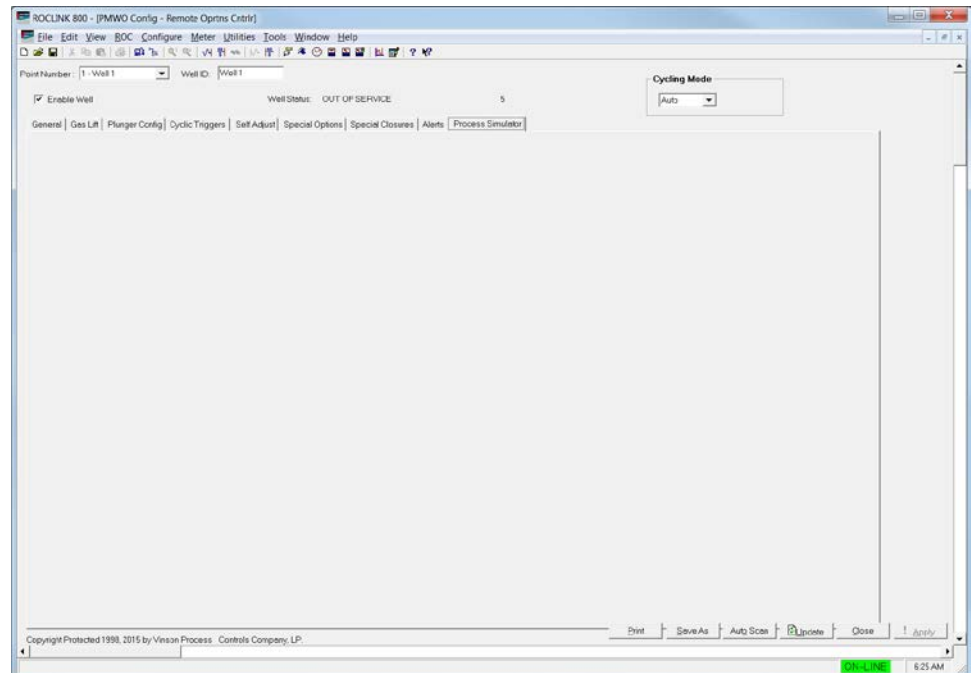 ROCLINK 800 - [PMWO Config - Remote Oprtns Cntrlr]
File Edit View ROC Configure Meter Utilities Tools Window Help
Point Number: 1 - Well 1 Well ID: Well 1
Cycling Mode
Enable Well Well Status: OUT OF SERVICE 5 Auto
General Gas Lift Plunger Config Cyclic Triggers Self Adjust Special Options Special Closures Alerts Process Simulator
Print Save As Auto Scan Update Close ! Apply
Copyright Protected 1998, 2015 by Vinson Process Controls Company, LP.
ON-LINE 6:25 AM